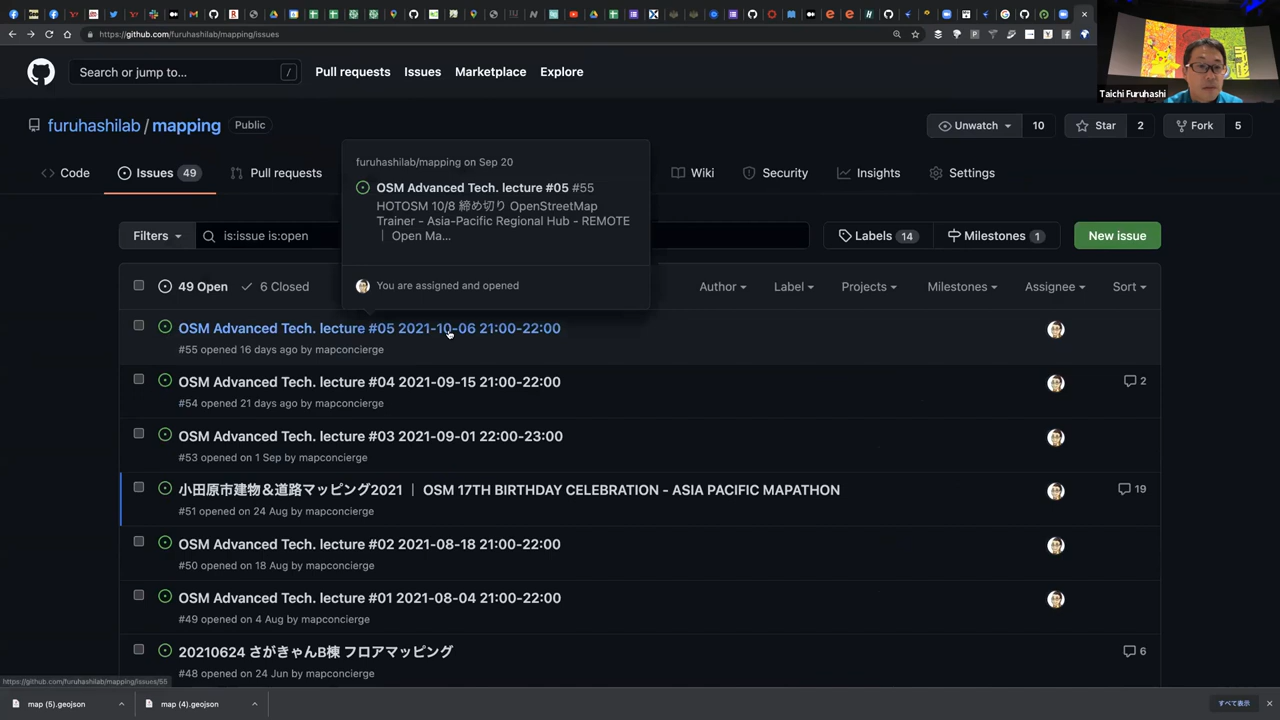 https://github.com/furuhashilab/mapping/issues
Taichi Furuhashi
Search or jump to...
/
Pull requests
Issues
Marketplace
Explore
furuhashilab / mapping
Public
Unwatch
10
Star
2
Fork
5
Code
Issues 49
Pull requests
Wiki
Security
Insights
Settings
furuhashilab/mapping on Sep 20
OSM Advanced Tech. lecture #05 #55
HOTOSM 10/8 締め切り OpenStreetMap
Trainer - Asia-Pacific Regional Hub - REMOTE
｜ Open Ma...
You are assigned and opened
Filters
is:issue is:open
Labels 14
Milestones 1
New issue
49 Open
6 Closed
Author
Label
Projects
Milestones
Assignee
Sort
OSM Advanced Tech. lecture #05 2021-10-06 21:00-22:00
#55 opened 16 days ago by mapconcierge
OSM Advanced Tech. lecture #04 2021-09-15 21:00-22:00
2
#54 opened 21 days ago by mapconcierge
OSM Advanced Tech. lecture #03 2021-09-01 22:00-23:00
#53 opened on 1 Sep by mapconcierge
小田原市建物＆道路マッピング2021 ｜ OSM 17TH BIRTHDAY CELEBRATION - ASIA PACIFIC MAPATHON
19
#51 opened on 24 Aug by mapconcierge
OSM Advanced Tech. lecture #02 2021-08-18 21:00-22:00
#50 opened on 18 Aug by mapconcierge
OSM Advanced Tech. lecture #01 2021-08-04 21:00-22:00
#49 opened on 4 Aug by mapconcierge
20210624 さがきゃんB棟 フロアマッピング
6
#48 opened on 24 Jun by mapconcierge
https://github.com/furuhashilab/mapping/issues/55
map (5).geojson
map (4).geojson
すべて表示